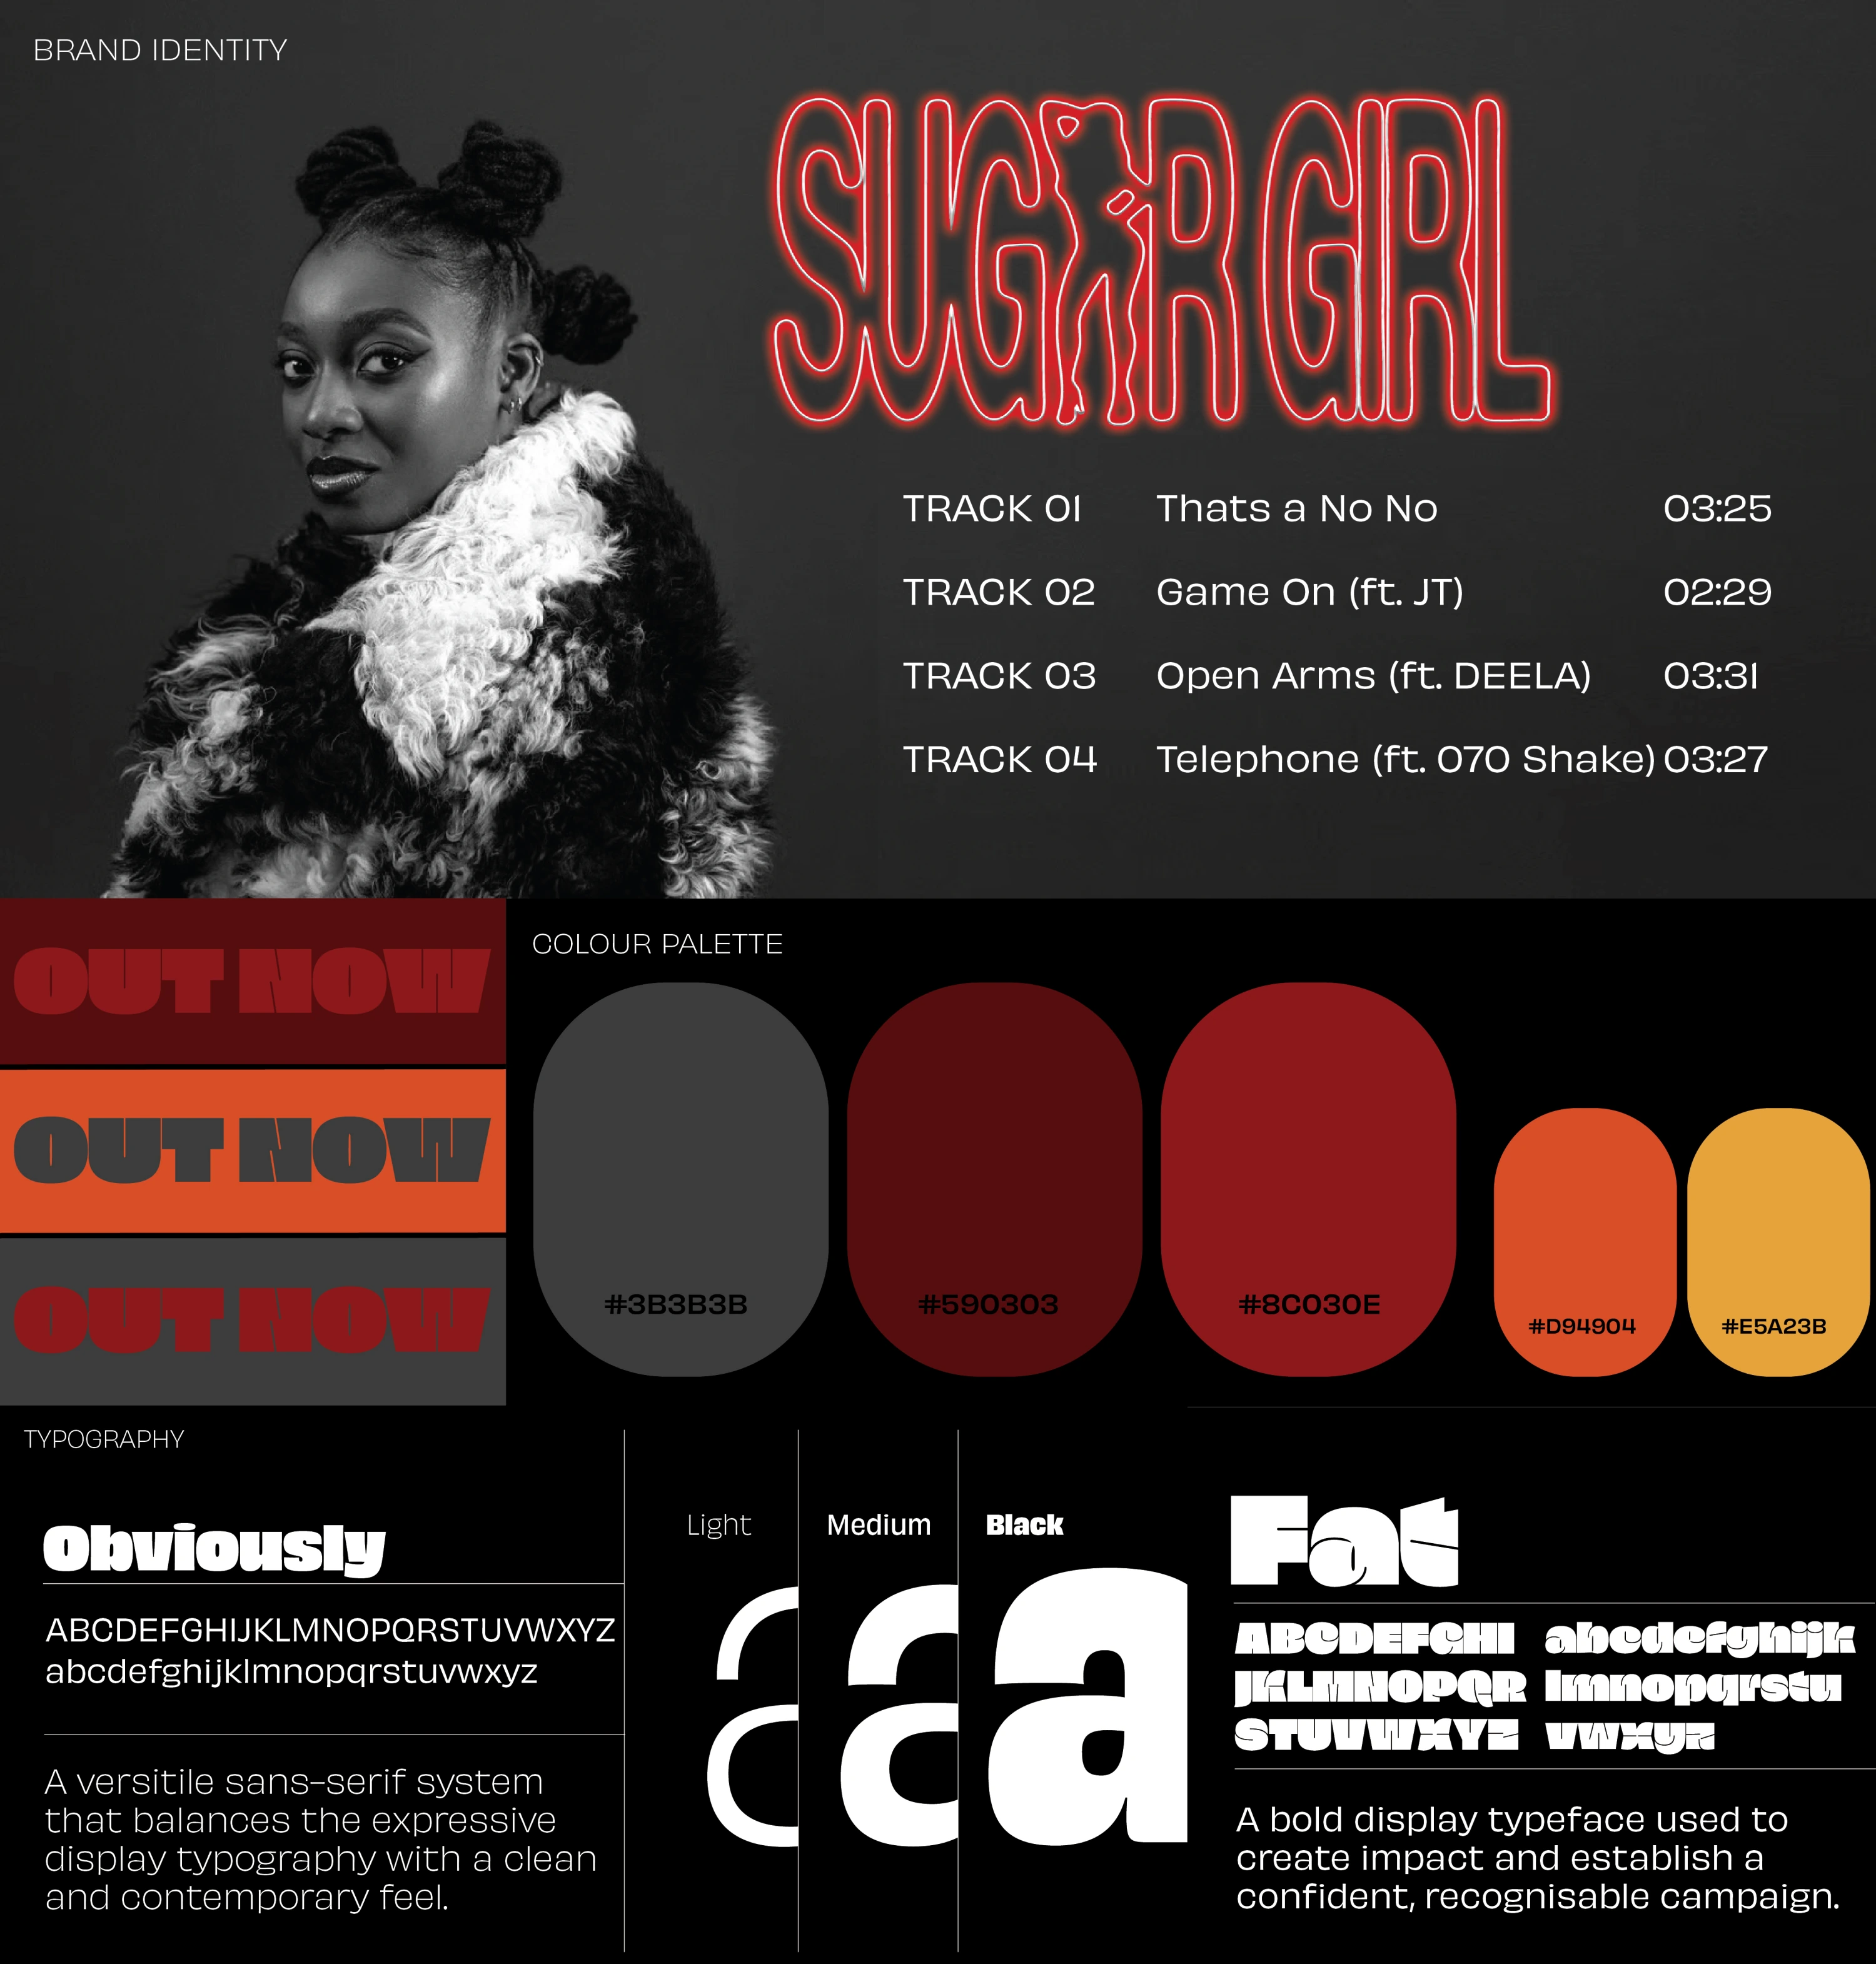 BRAND IDENTITY
SUGAR GIRL
TRACK 01 Thats a No No 03:25
TRACK 02 Game On (ft. JT) 02:29
TRACK 03 Open Arms (ft. DEELA) 03:31
TRACK 04 Telephone (ft. 070 Shake) 03:27
OUT NOW
OUT NOW
OUT NOW
COLOUR PALETTE
#3B3B3B
#590303
#8C030E
#D94904
#E5A23B
TYPOGRAPHY
Obviously
ABCDEFGHIJKLMNOPQRSTUVWXYZ
abcdefghijklmnopqrstuvwxyz
A versitile sans-serif system
that balances the expressive
display typography with a clean
and contemporary feel.
Light
a
Medium
a
Black
a
Fat
ABCDEFGHI
JKLMNOPQR
STUVWXYZ
abcdefghijk
lmnopqrstu
vwxyz
A bold display typeface used to
create impact and establish a
confident, recognisable campaign.